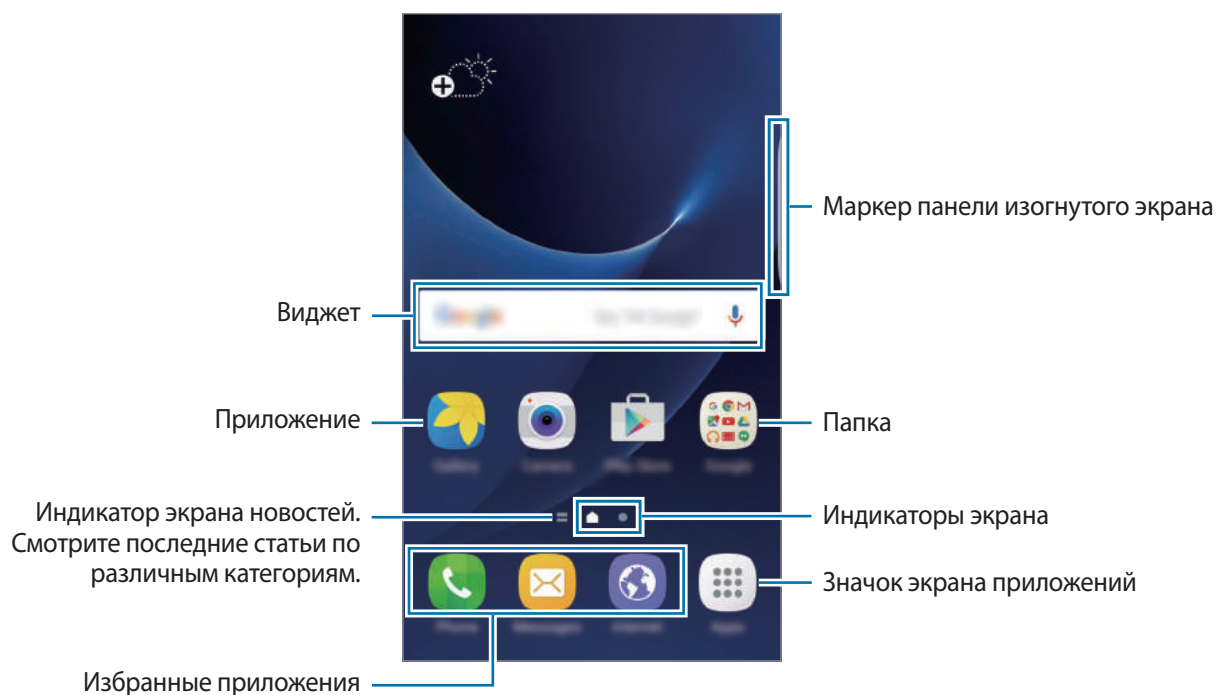 Маркер панели изогнутого экрана
Виджет
Приложение
Папка
Индикатор экрана новостей.
Смотрите последние статьи по
различным категориям.
Индикаторы экрана
Значок экрана приложений
Избранные приложения